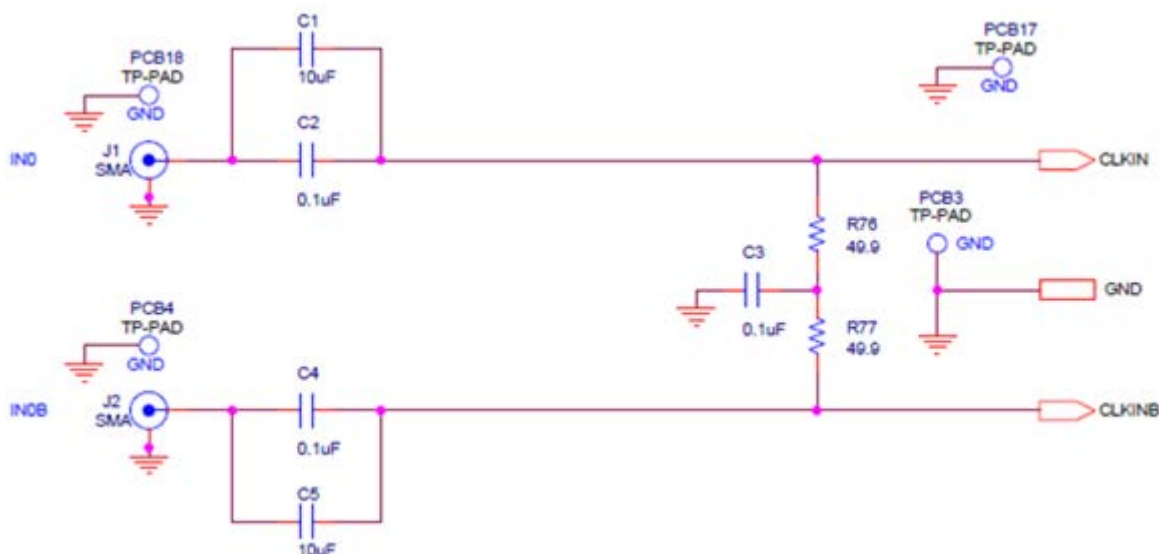 C1
10uF
PCB18
TP-PAD
GND
PCB17
TP-PAD
GND
C2
0.1uF
IN0
J1
SMA
CLKIN
R76
49.9
PCB3
TP-PAD
GND
C3
0.1uF
GND
R77
49.9
PCB4
TP-PAD
GND
C4
0.1uF
IN0B
J2
SMA
CLKINB
C5
10uF